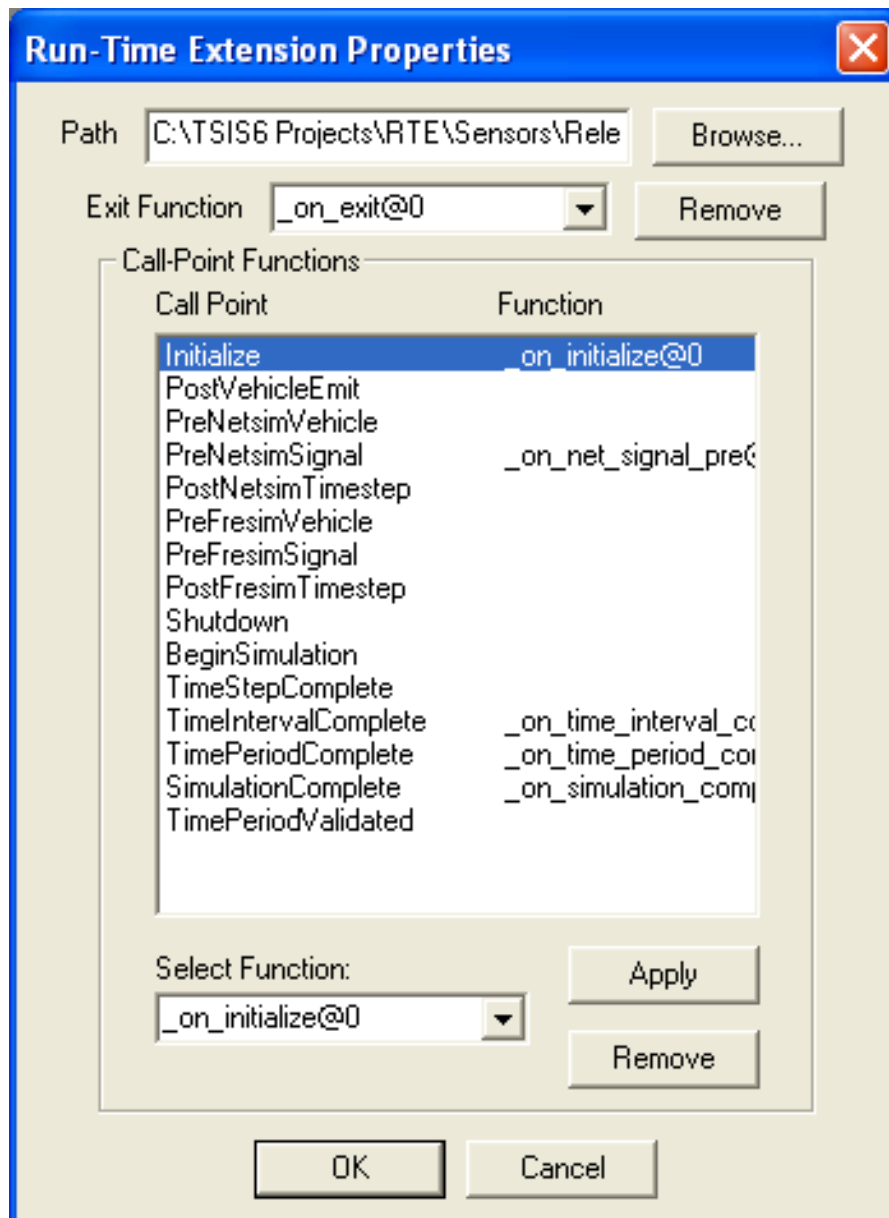 Run-Time Extension Properties
Path C:\TSIS6 Projects\RTE\Sensors\Rele Browse...
Exit Function _on_exit@0 Remove
Call-Point Functions
Call Point Function
Initialize _on_initialize@0
PostVehicleEmit
PreNetsimVehicle
PreNetsimSignal _on_net_signal_pre@
PostNetsimTimestep
PreFresimVehicle
PreFresimSignal
PostFresimTimestep
Shutdown
BeginSimulation
TimeStepComplete
TimeIntervalComplete _on_time_interval_co
TimePeriodComplete _on_time_period_con
SimulationComplete _on_simulation_comp
TimePeriodValidated
Select Function:
Apply
_on_initialize@0
Remove
OK Cancel